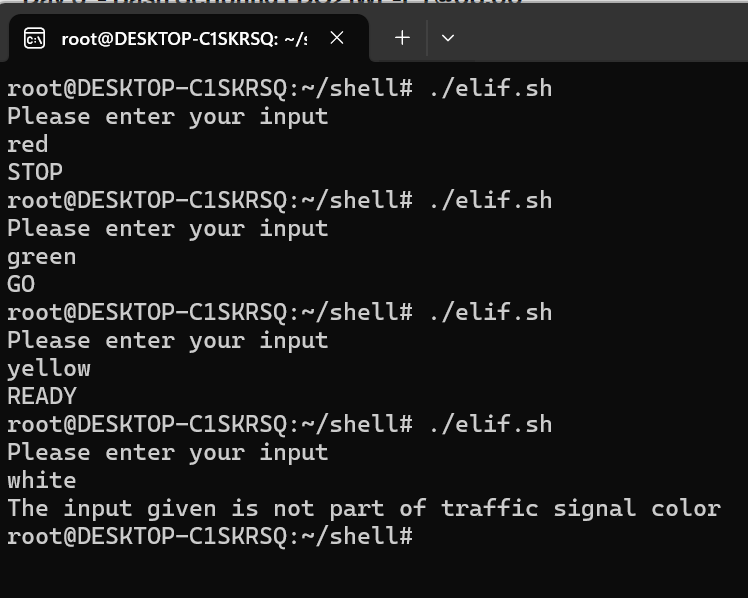 root@DESKTOP-C1SKRSQ: ~/s
root@DESKTOP-C1SKRSQ:~/shell# ./elif.sh
Please enter your input
red
STOP
root@DESKTOP-C1SKRSQ:~/shell# ./elif.sh
Please enter your input
green
GO
root@DESKTOP-C1SKRSQ:~/shell# ./elif.sh
Please enter your input
yellow
READY
root@DESKTOP-C1SKRSQ:~/shell# ./elif.sh
Please enter your input
white
The input given is not part of traffic signal color
root@DESKTOP-C1SKRSQ:~/shell#